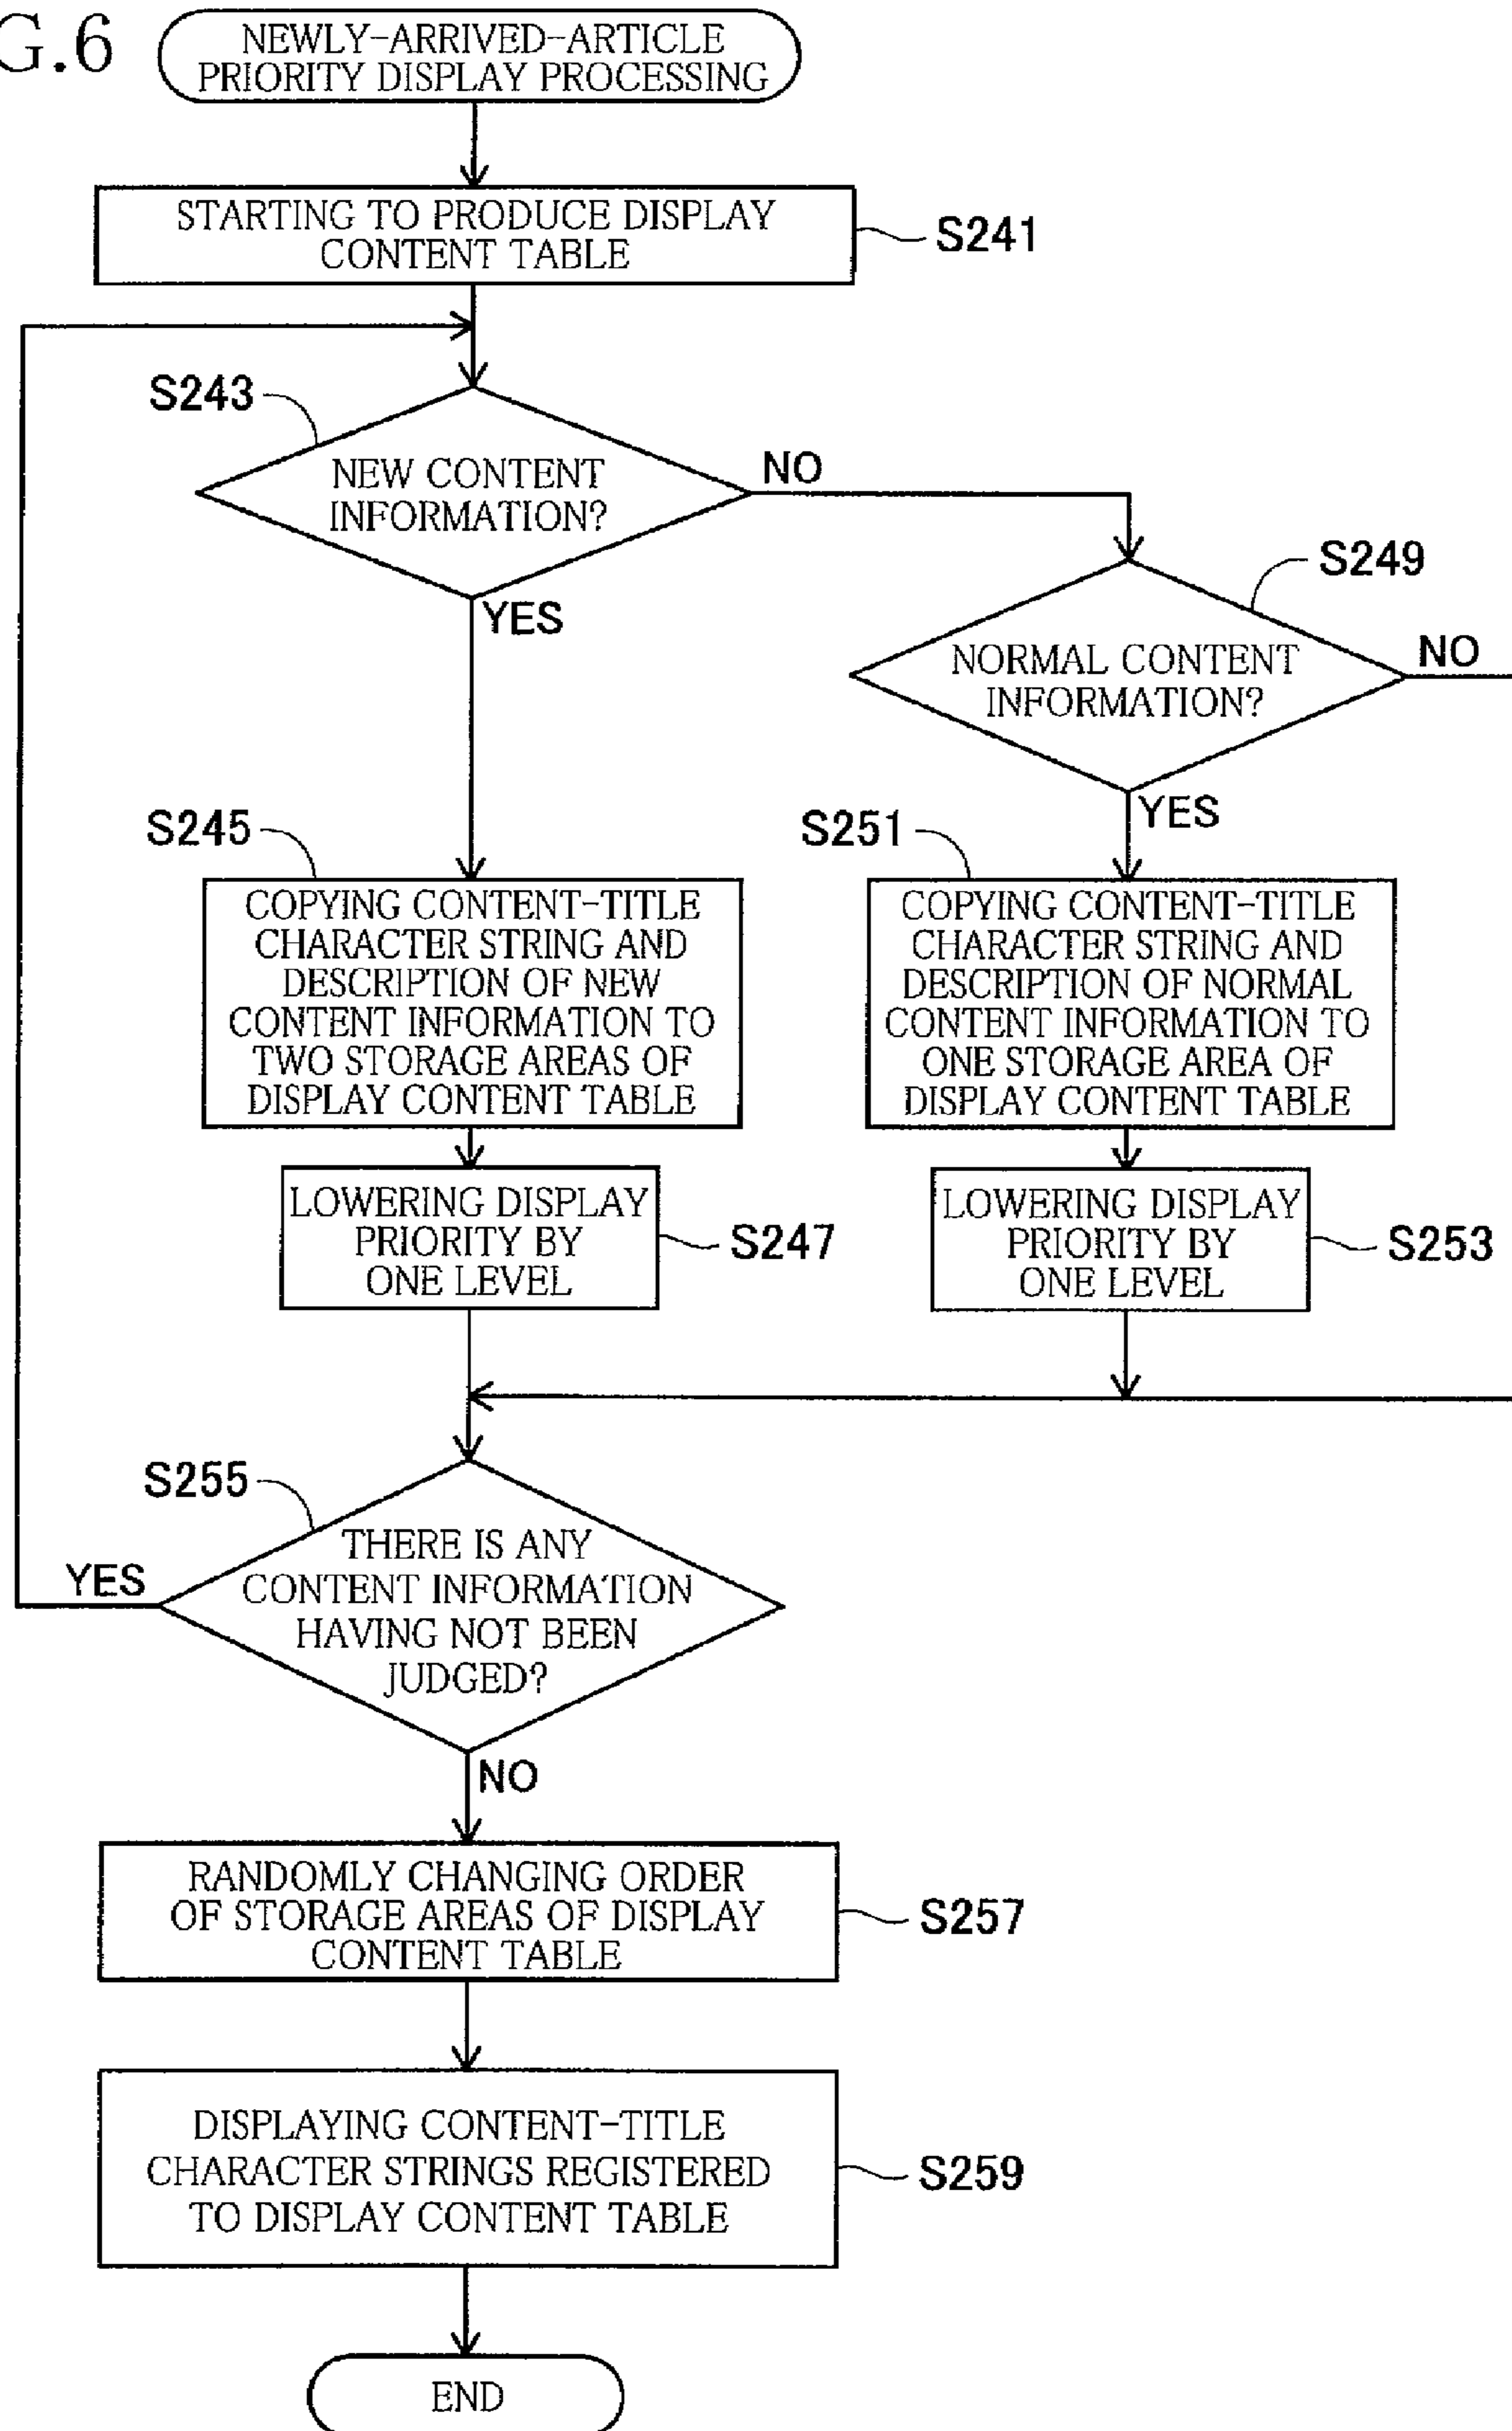 G.6
NEWLY-ARRIVED-ARTICLE
PRIORITY DISPLAY PROCESSING
STARTING TO PRODUCE DISPLAY
CONTENT TABLE
S241
S243
NEW CONTENT
INFORMATION?
NO
YES
S249
NORMAL CONTENT
INFORMATION?
NO
YES
S245
COPYING CONTENT-TITLE
CHARACTER STRING AND
DESCRIPTION OF NEW
CONTENT INFORMATION TO
TWO STORAGE AREAS OF
DISPLAY CONTENT TABLE
S251
COPYING CONTENT-TITLE
CHARACTER STRING AND
DESCRIPTION OF NORMAL
CONTENT INFORMATION TO
ONE STORAGE AREA OF
DISPLAY CONTENT TABLE
LOWERING DISPLAY
PRIORITY BY
ONE LEVEL
S247
LOWERING DISPLAY
PRIORITY BY
ONE LEVEL
S253
S255
THERE IS ANY
CONTENT INFORMATION
HAVING NOT BEEN
JUDGED?
YES
NO
RANDOMLY CHANGING ORDER
OF STORAGE AREAS OF DISPLAY
CONTENT TABLE
S257
DISPLAYING CONTENT-TITLE
CHARACTER STRINGS REGISTERED
TO DISPLAY CONTENT TABLE
S259
END